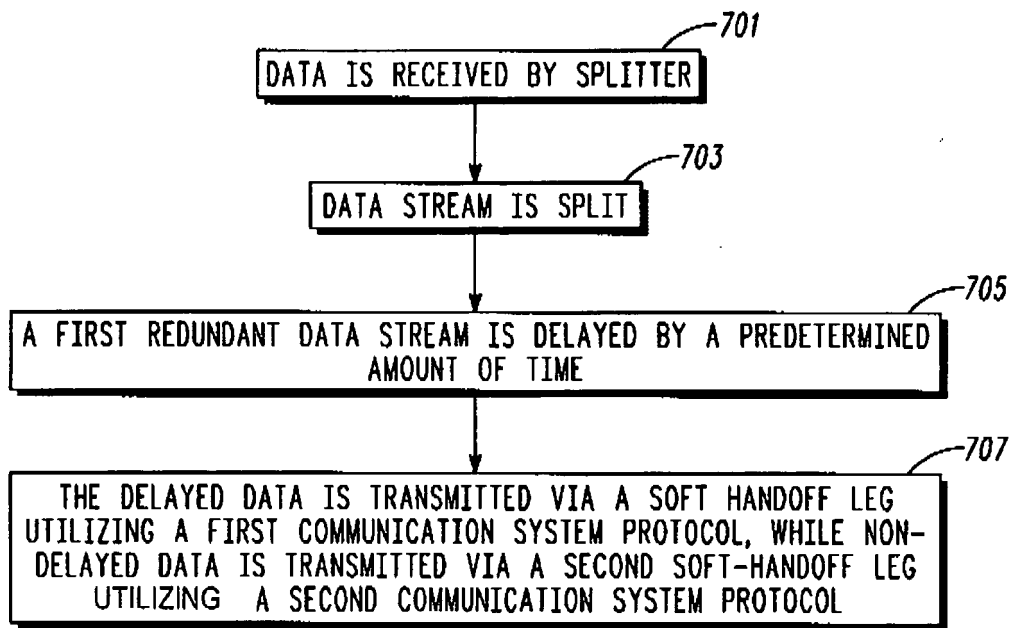 701
DATA IS RECEIVED BY SPLITTER
703
DATA STREAM IS SPLIT
705
A FIRST REDUNDANT DATA STREAM IS DELAYED BY A PREDETERMINED
AMOUNT OF TIME
707
THE DELAYED DATA IS TRANSMITTED VIA A SOFT HANDOFF LEG
UTILIZING A FIRST COMMUNICATION SYSTEM PROTOCOL, WHILE NON-
DELAYED DATA IS TRANSMITTED VIA A SECOND SOFT-HANDOFF LEG
UTILIZING A SECOND COMMUNICATION SYSTEM PROTOCOL